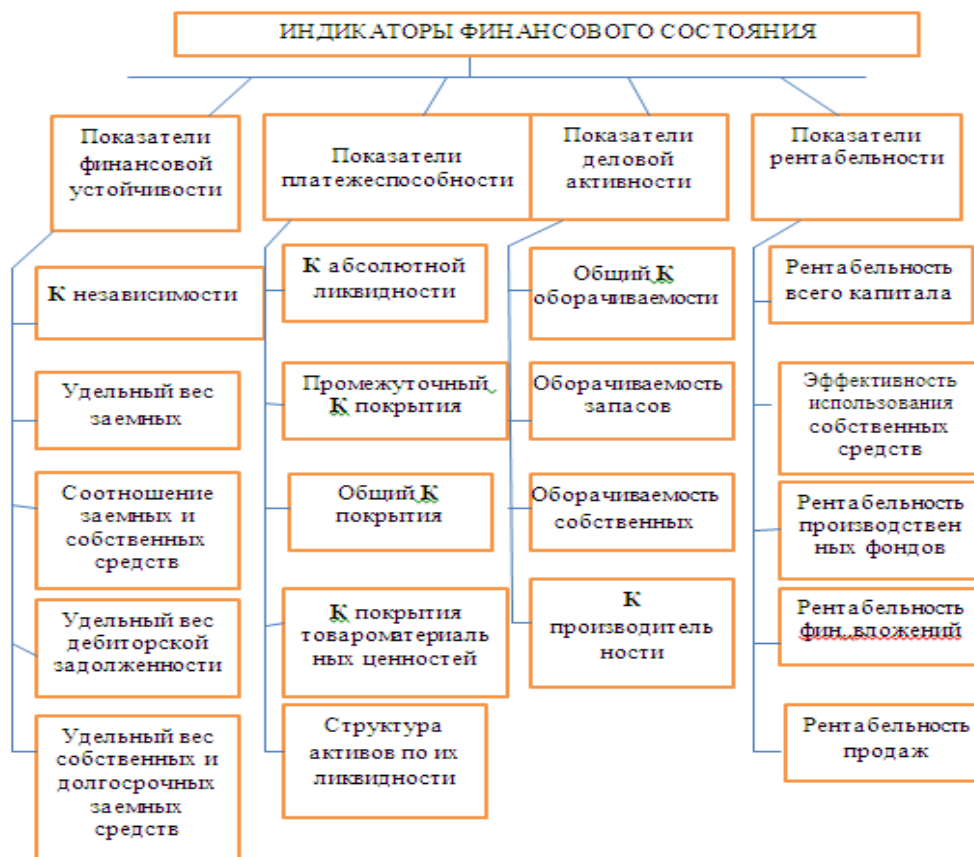 ИНДИКАТОРЫ ФИНАНСОВОГО СОСТОЯНИЯ
Показатели
финансовой
устойчивости
Показатели
платежеспособности
Показатели
деловой
активности
Показатели
рентабельности
К независимости
Удельный вес
заемных
Соотношение
заемных и
собственных
средств
Удельный вес
дебиторской
задолженности
Удельный вес
собственных и
долгосрочных
заемных
средств
К абсолютной
ликвидности
Промежуточный
К покрытия
Общий К
покрытия
К покрытия
товароматериаль
ных ценностей
Структура
активов по их
ликвидности
Общий К
оборачиваемости
Оборачиваемость
запасов
Оборачиваемость
собственных
К
производитель
ности
Рентабельность
всего капитала
Эффективность
использования
собственных
средств
Рентабельность
производствен
ных фондов
Рентабельность
фин..вложений
Рентабельность
продаж